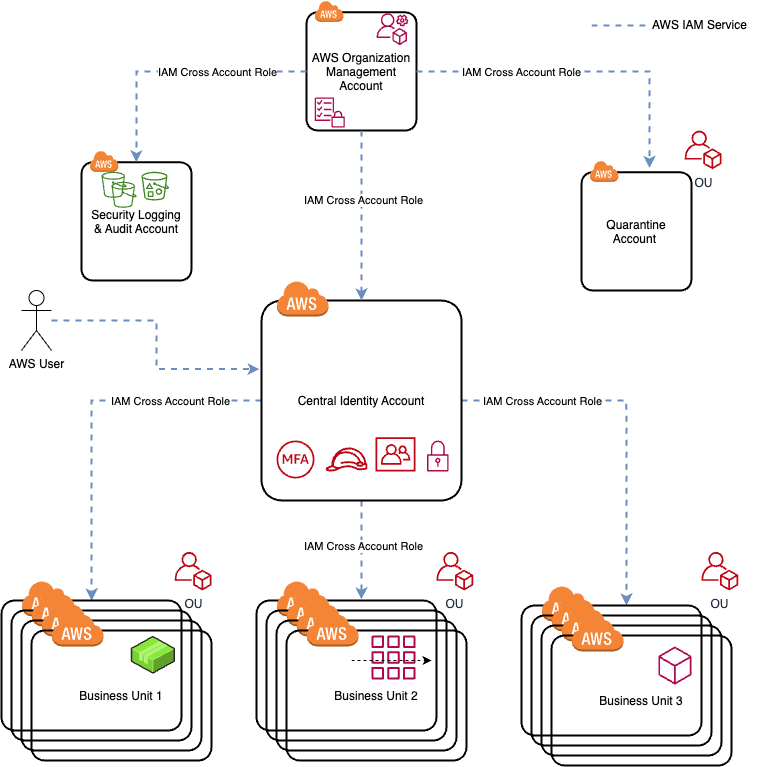 AWS
AWS IAM Service
AWS Organization
Management
Account
IAM Cross Account Role
IAM Cross Account Role
AWS
Security Logging
& Audit Account
IAM Cross Account Role
AWS
OU
Quarantine
Account
AWS
AWS User
Central Identity Account
MFA
IAM Cross Account Role
IAM Cross Account Role
IAM Cross Account Role
OU
AWS
Business Unit 1
OU
AWS
Business Unit 2
OU
AWS
Business Unit 3